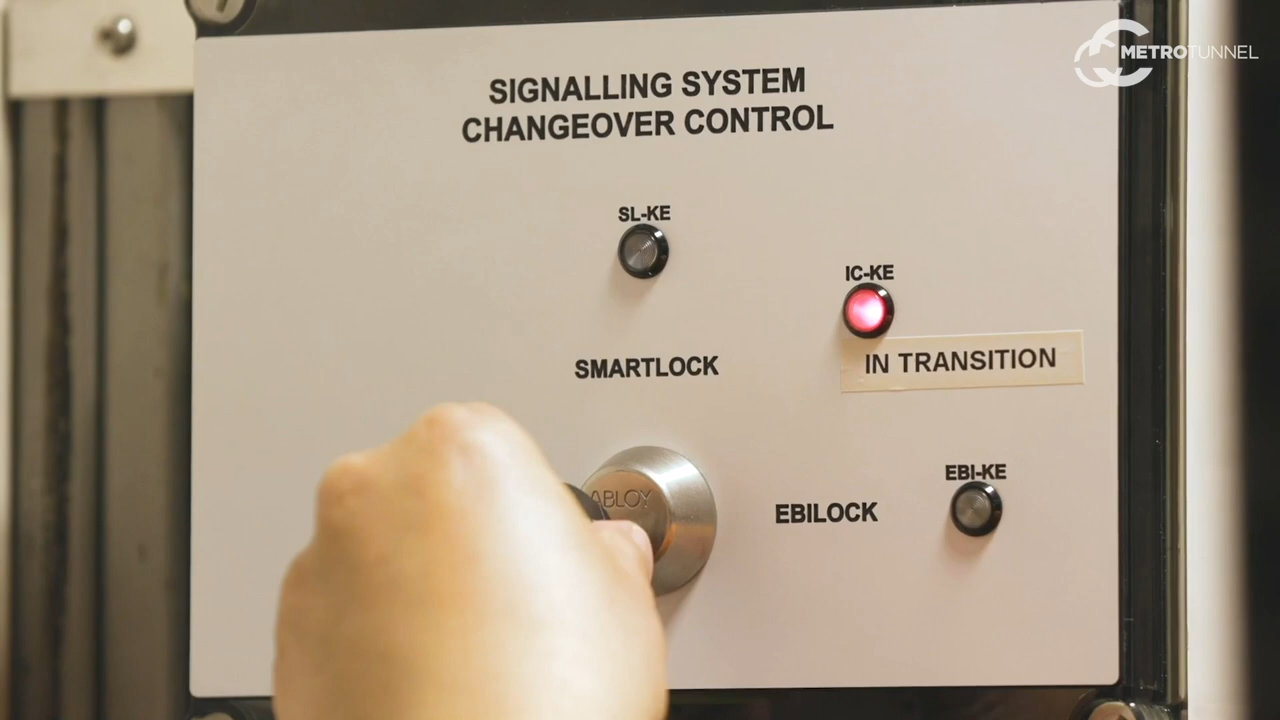 METROTUNNEL
SIGNALLING SYSTEM
CHANGEOVER CONTROL
SL-KE
IC-KE
IN TRANSITION
SMARTLOCK
EBI-KE
ABLOY
EBILOCK